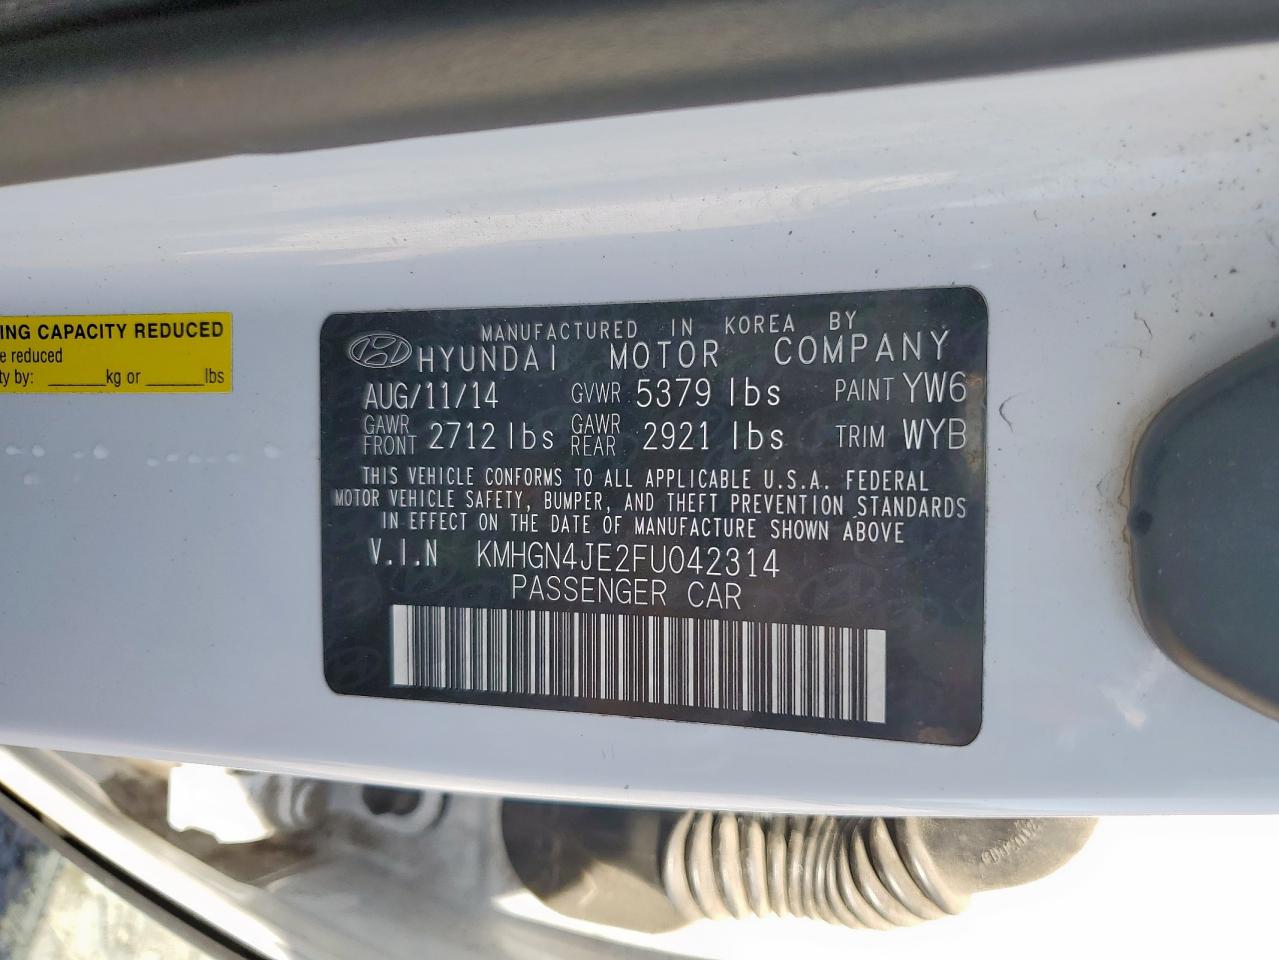 ING CAPACITY REDUCED
e reduced
ty by: ______kg or ______lbs
MANUFACTURED IN KOREA BY
HYUNDAI MOTOR COMPANY
AUG/11/14 GVWR 5379 lbs PAINT YW6
GAWR FRONT 2712 lbs GAWR REAR 2921 lbs TRIM WYB
THIS VEHICLE CONFORMS TO ALL APPLICABLE U.S.A. FEDERAL
MOTOR VEHICLE SAFETY, BUMPER, AND THEFT PREVENTION STANDARDS
IN EFFECT ON THE DATE OF MANUFACTURE SHOWN ABOVE
V.I.N KMHGN4JE2FU042314
PASSENGER CAR